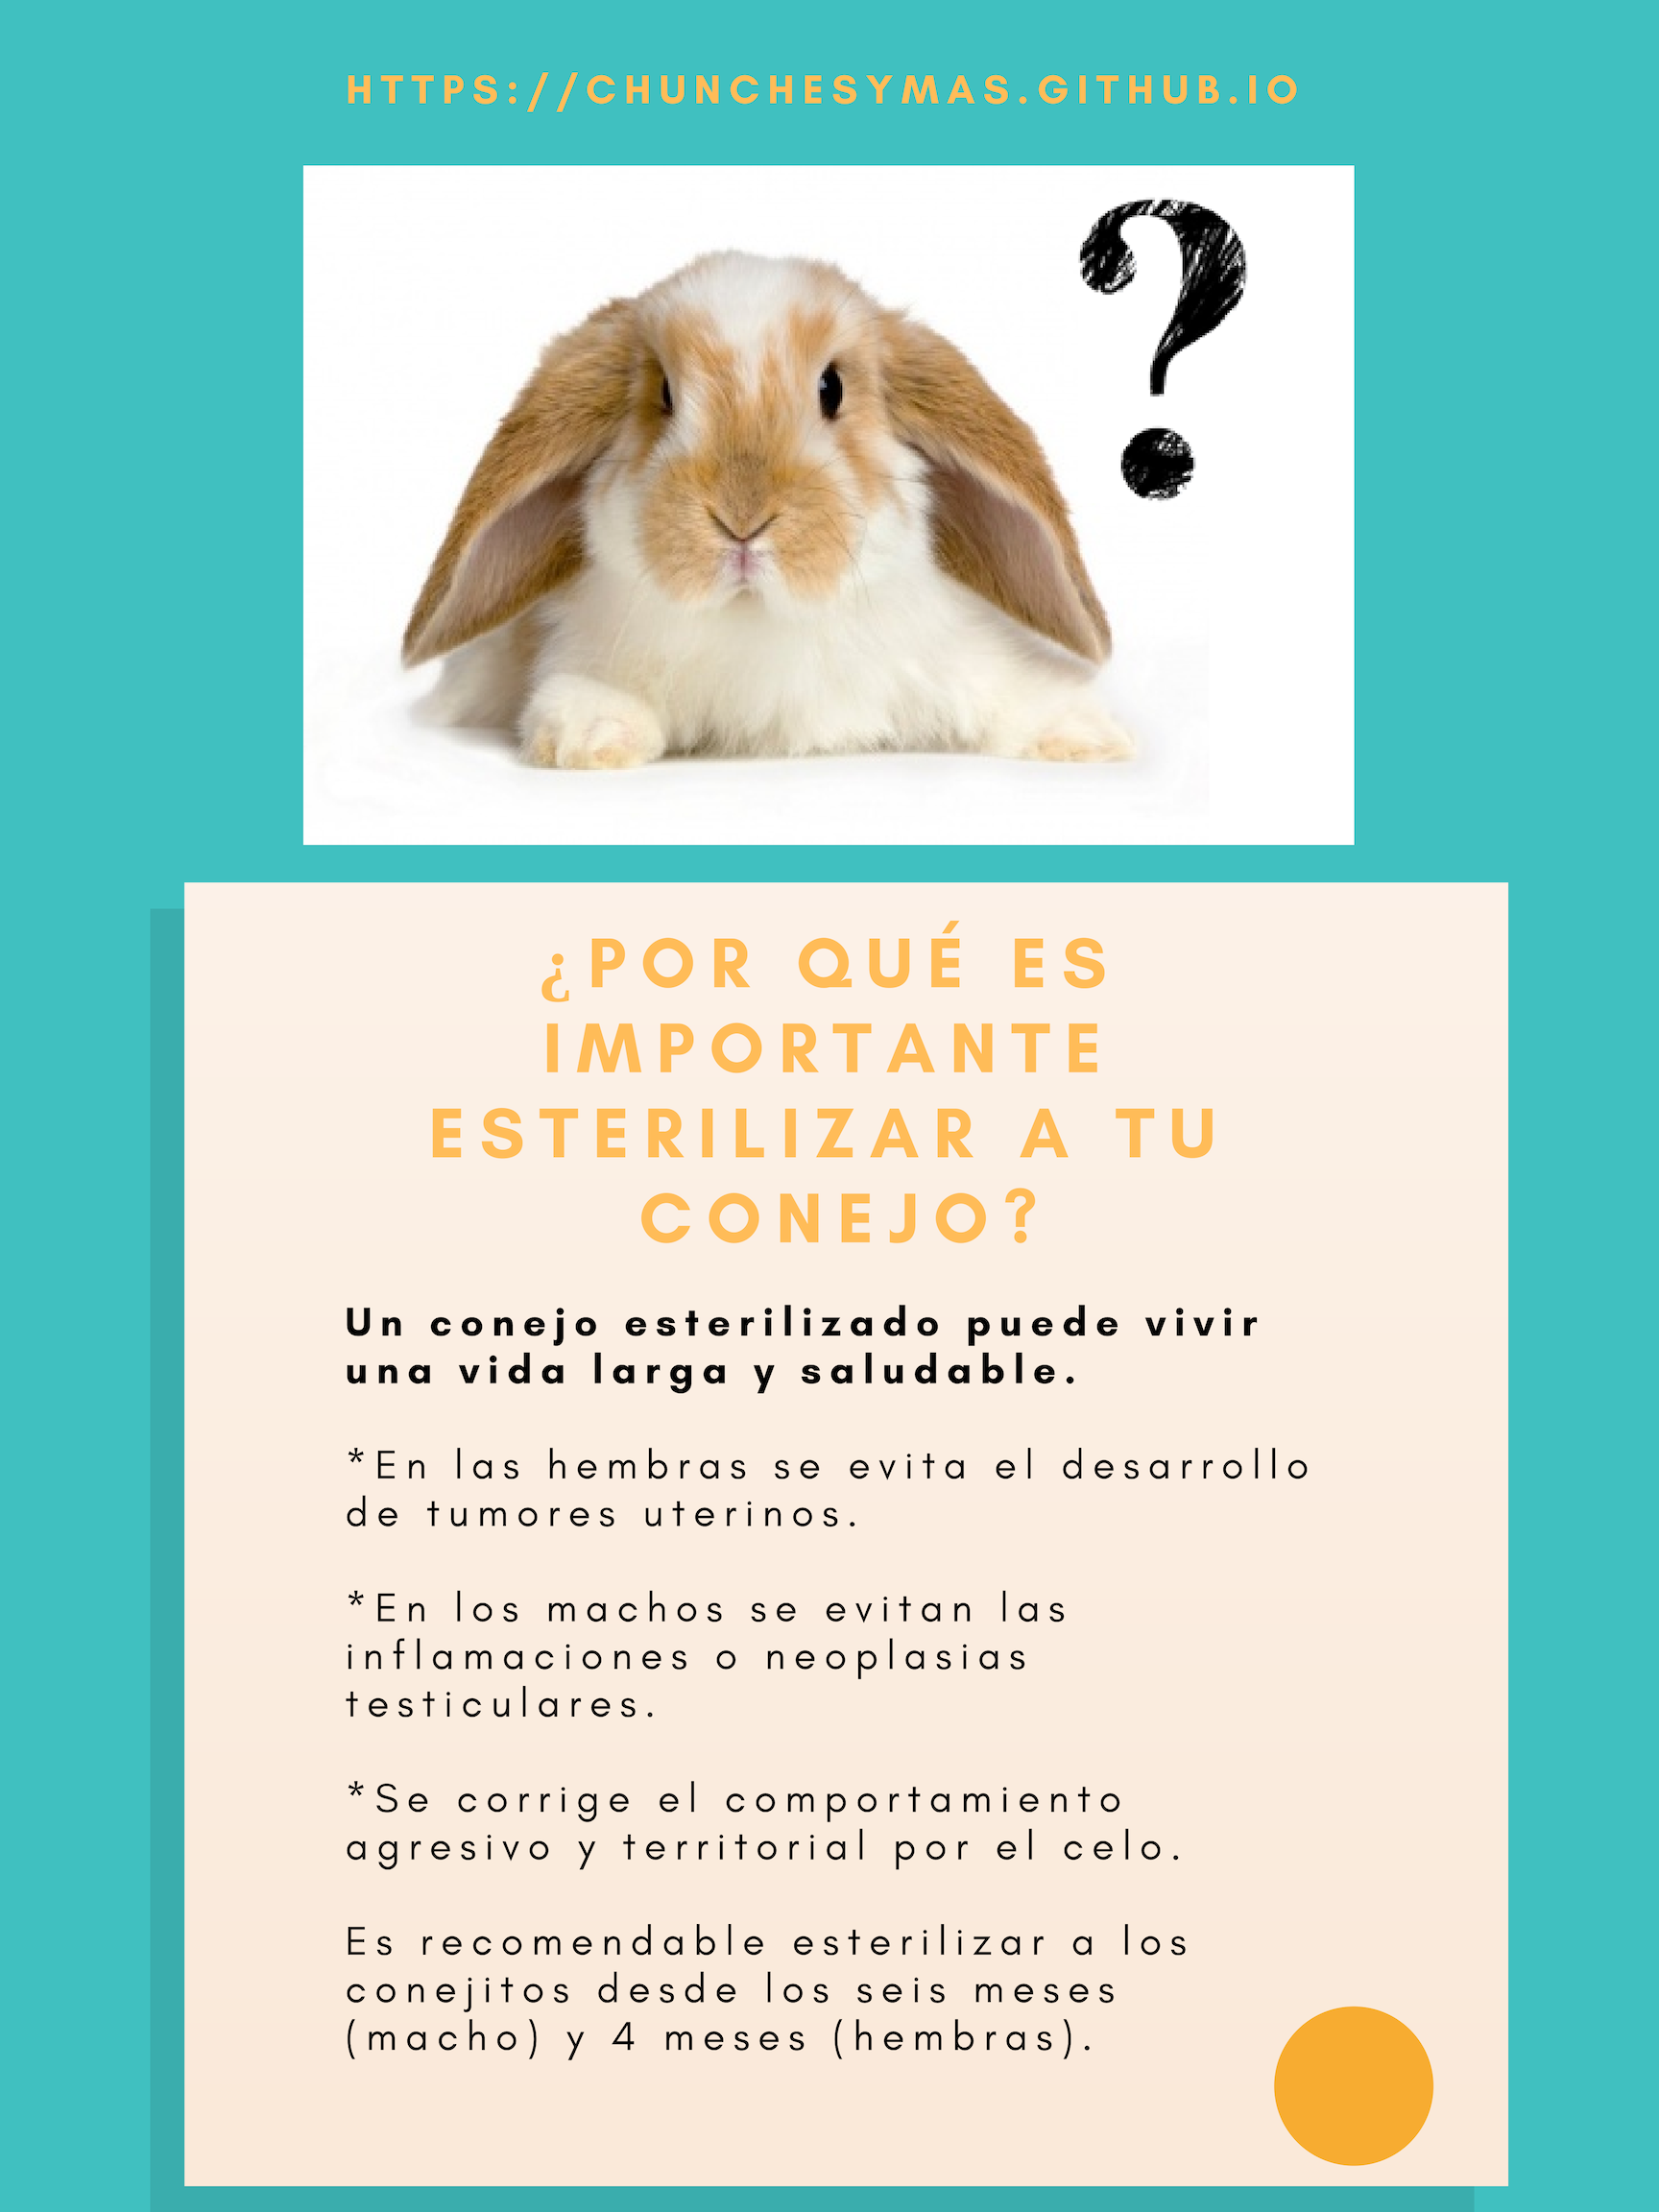 HTTPS://CHUNCHESYMAS.GITHUB.IO
?
¿POR QUÉ ES
IMPORTANTE
ESTERILIZAR A TU
CONEJO?
Un conejo esterilizado puede vivir
una vida larga y saludable.
*En las hembras se evita el desarrollo
de tumores uterinos.
*En los machos se evitan las
inflamaciones o neoplasias
testiculares.
*Se corrige el comportamiento
agresivo y territorial por el celo.
Es recomendable esterilizar a los
conejitos desde los seis meses
(macho) y 4 meses (hembras).